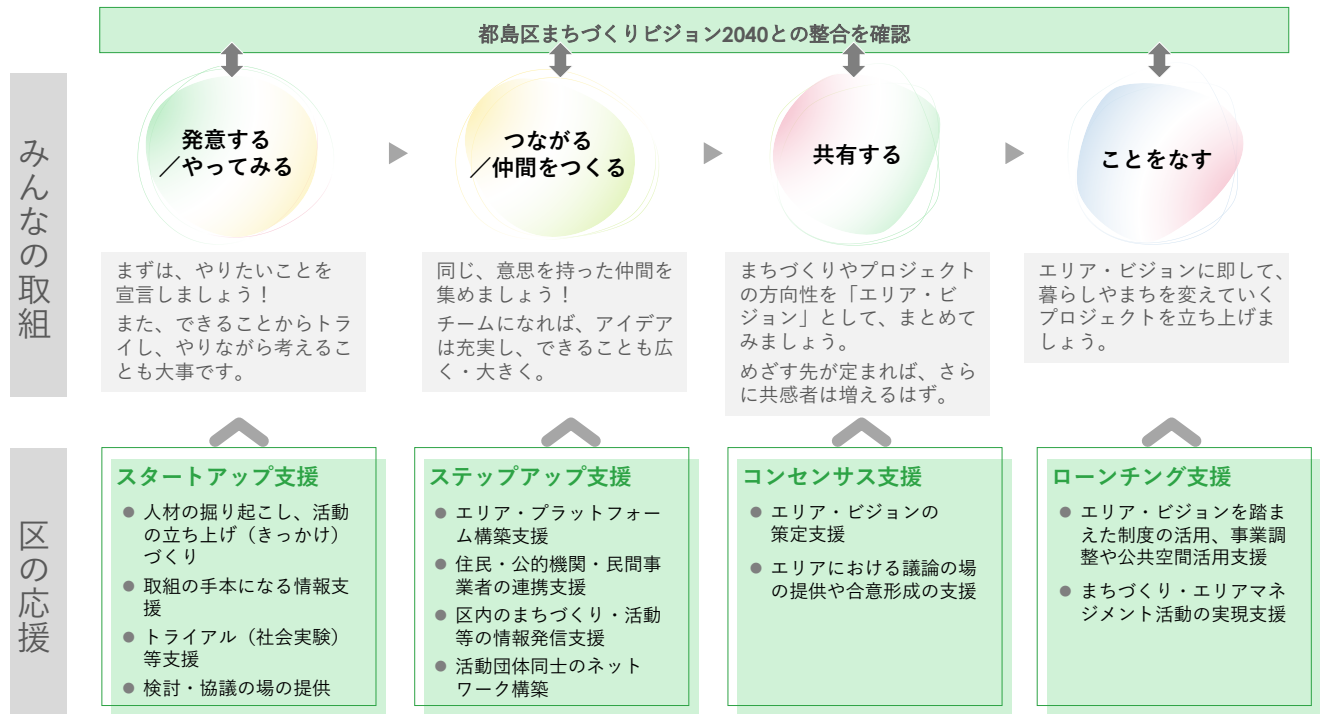 都島区まちづくりビジョン2040との整合を確認
みんなの取組
発意する
／やってみる
つながる
／仲間をつくる
共有する
ことをなす
まずは、やりたいことを
宣言しましょう！
また、できることからトラ
イし、やりながら考えるこ
とも大事です。
同じ、意思を持った仲間を
集めましょう！
チームになれば、アイデア
は充実し、できることも広
く・大きく。
まちづくりやプロジェクト
の方向性を「エリア・ビ
ジョン」として、まとめて
みましょう。
めざす先が定まれば、さら
に共感者は増えるはず。
エリア・ビジョンに即して、
暮らしやまちを変えていく
プロジェクトを立ち上げま
しょう。
区の応援
スタートアップ支援
● 人材の掘り起こし、活動
の立ち上げ（きっかけ）
づくり
● 取組の手本になる情報支
援
● トライアル（社会実験）
等支援
● 検討・協議の場の提供
ステップアップ支援
● エリア・プラットフォー
ム構築支援
● 住民・公的機関・民間事
業者の連携支援
● 区内のまちづくり・活動
等の情報発信支援
● 活動団体同士のネット
ワーク構築
コンセンサス支援
● エリア・ビジョンの
策定支援
● エリアにおける議論の場
の提供や合意形成の支援
ローンチング支援
● エリア・ビジョンを踏ま
えた制度の活用、事業調
整や公共空間活用支援
● まちづくり・エリアマネ
ジメント活動の実現支援